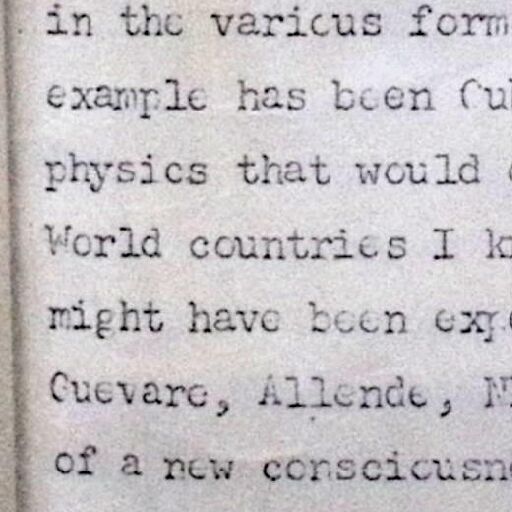 in the various form
example has been Cu
physics that would
World countries I k
might have been exp
Guevare, Allende, N
of a new consciousn